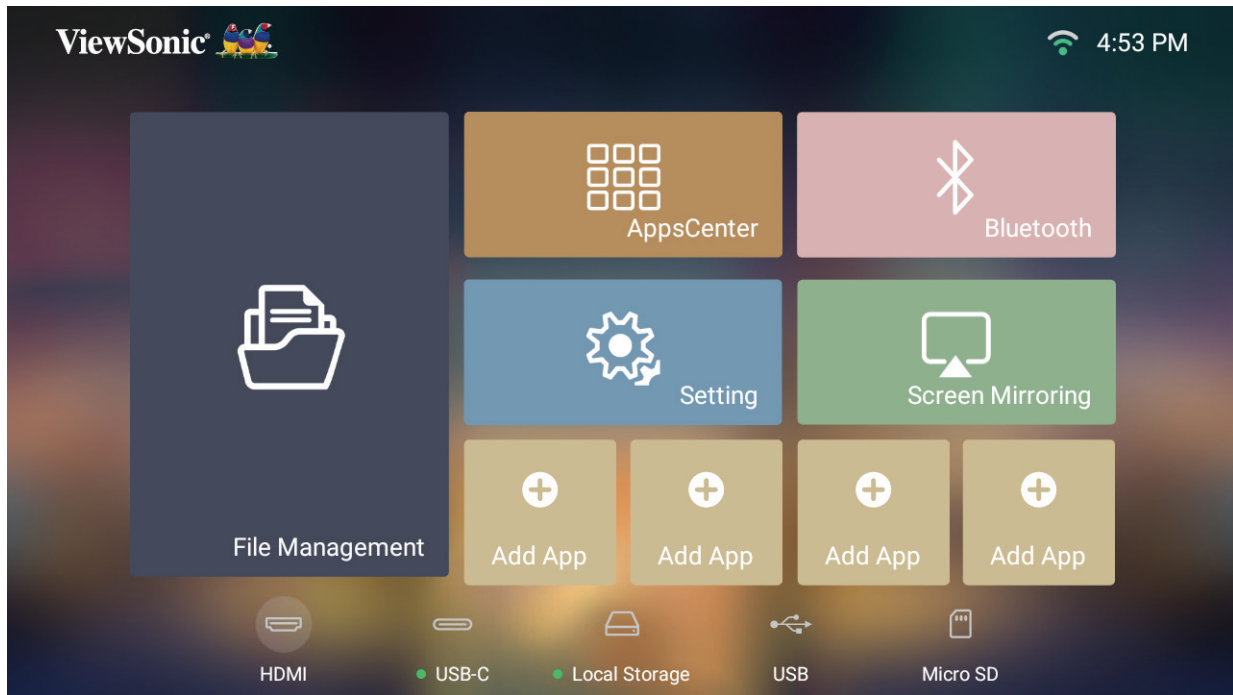 ViewSonic®
4:53 PM
AppsCenter
Bluetooth
Setting
Screen Mirroring
File Management
Add App
Add App
Add App
Add App
HDMI
USB-C
Local Storage
USB
Micro SD